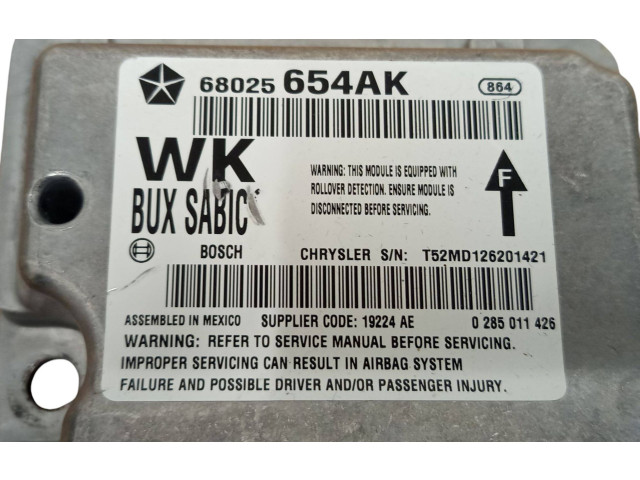 68025 654AK 864
WK
BUX SABIC
WARNING: THIS MODULE IS EQUIPPED WITH
ROLLOVER DETECTION. ENSURE MODULE IS
DISCONNECTED BEFORE SERVICING.
F
BOSCH CHRYSLER S/N: T52MD126201421
ASSEMBLED IN MEXICO SUPPLIER CODE: 19224 AE 0 285 011 426
WARNING: REFER TO SERVICE MANUAL BEFORE SERVICING.
IMPROPER SERVICING CAN RESULT IN AIRBAG SYSTEM
FAILURE AND POSSIBLE DRIVER AND/OR PASSENGER INJURY.